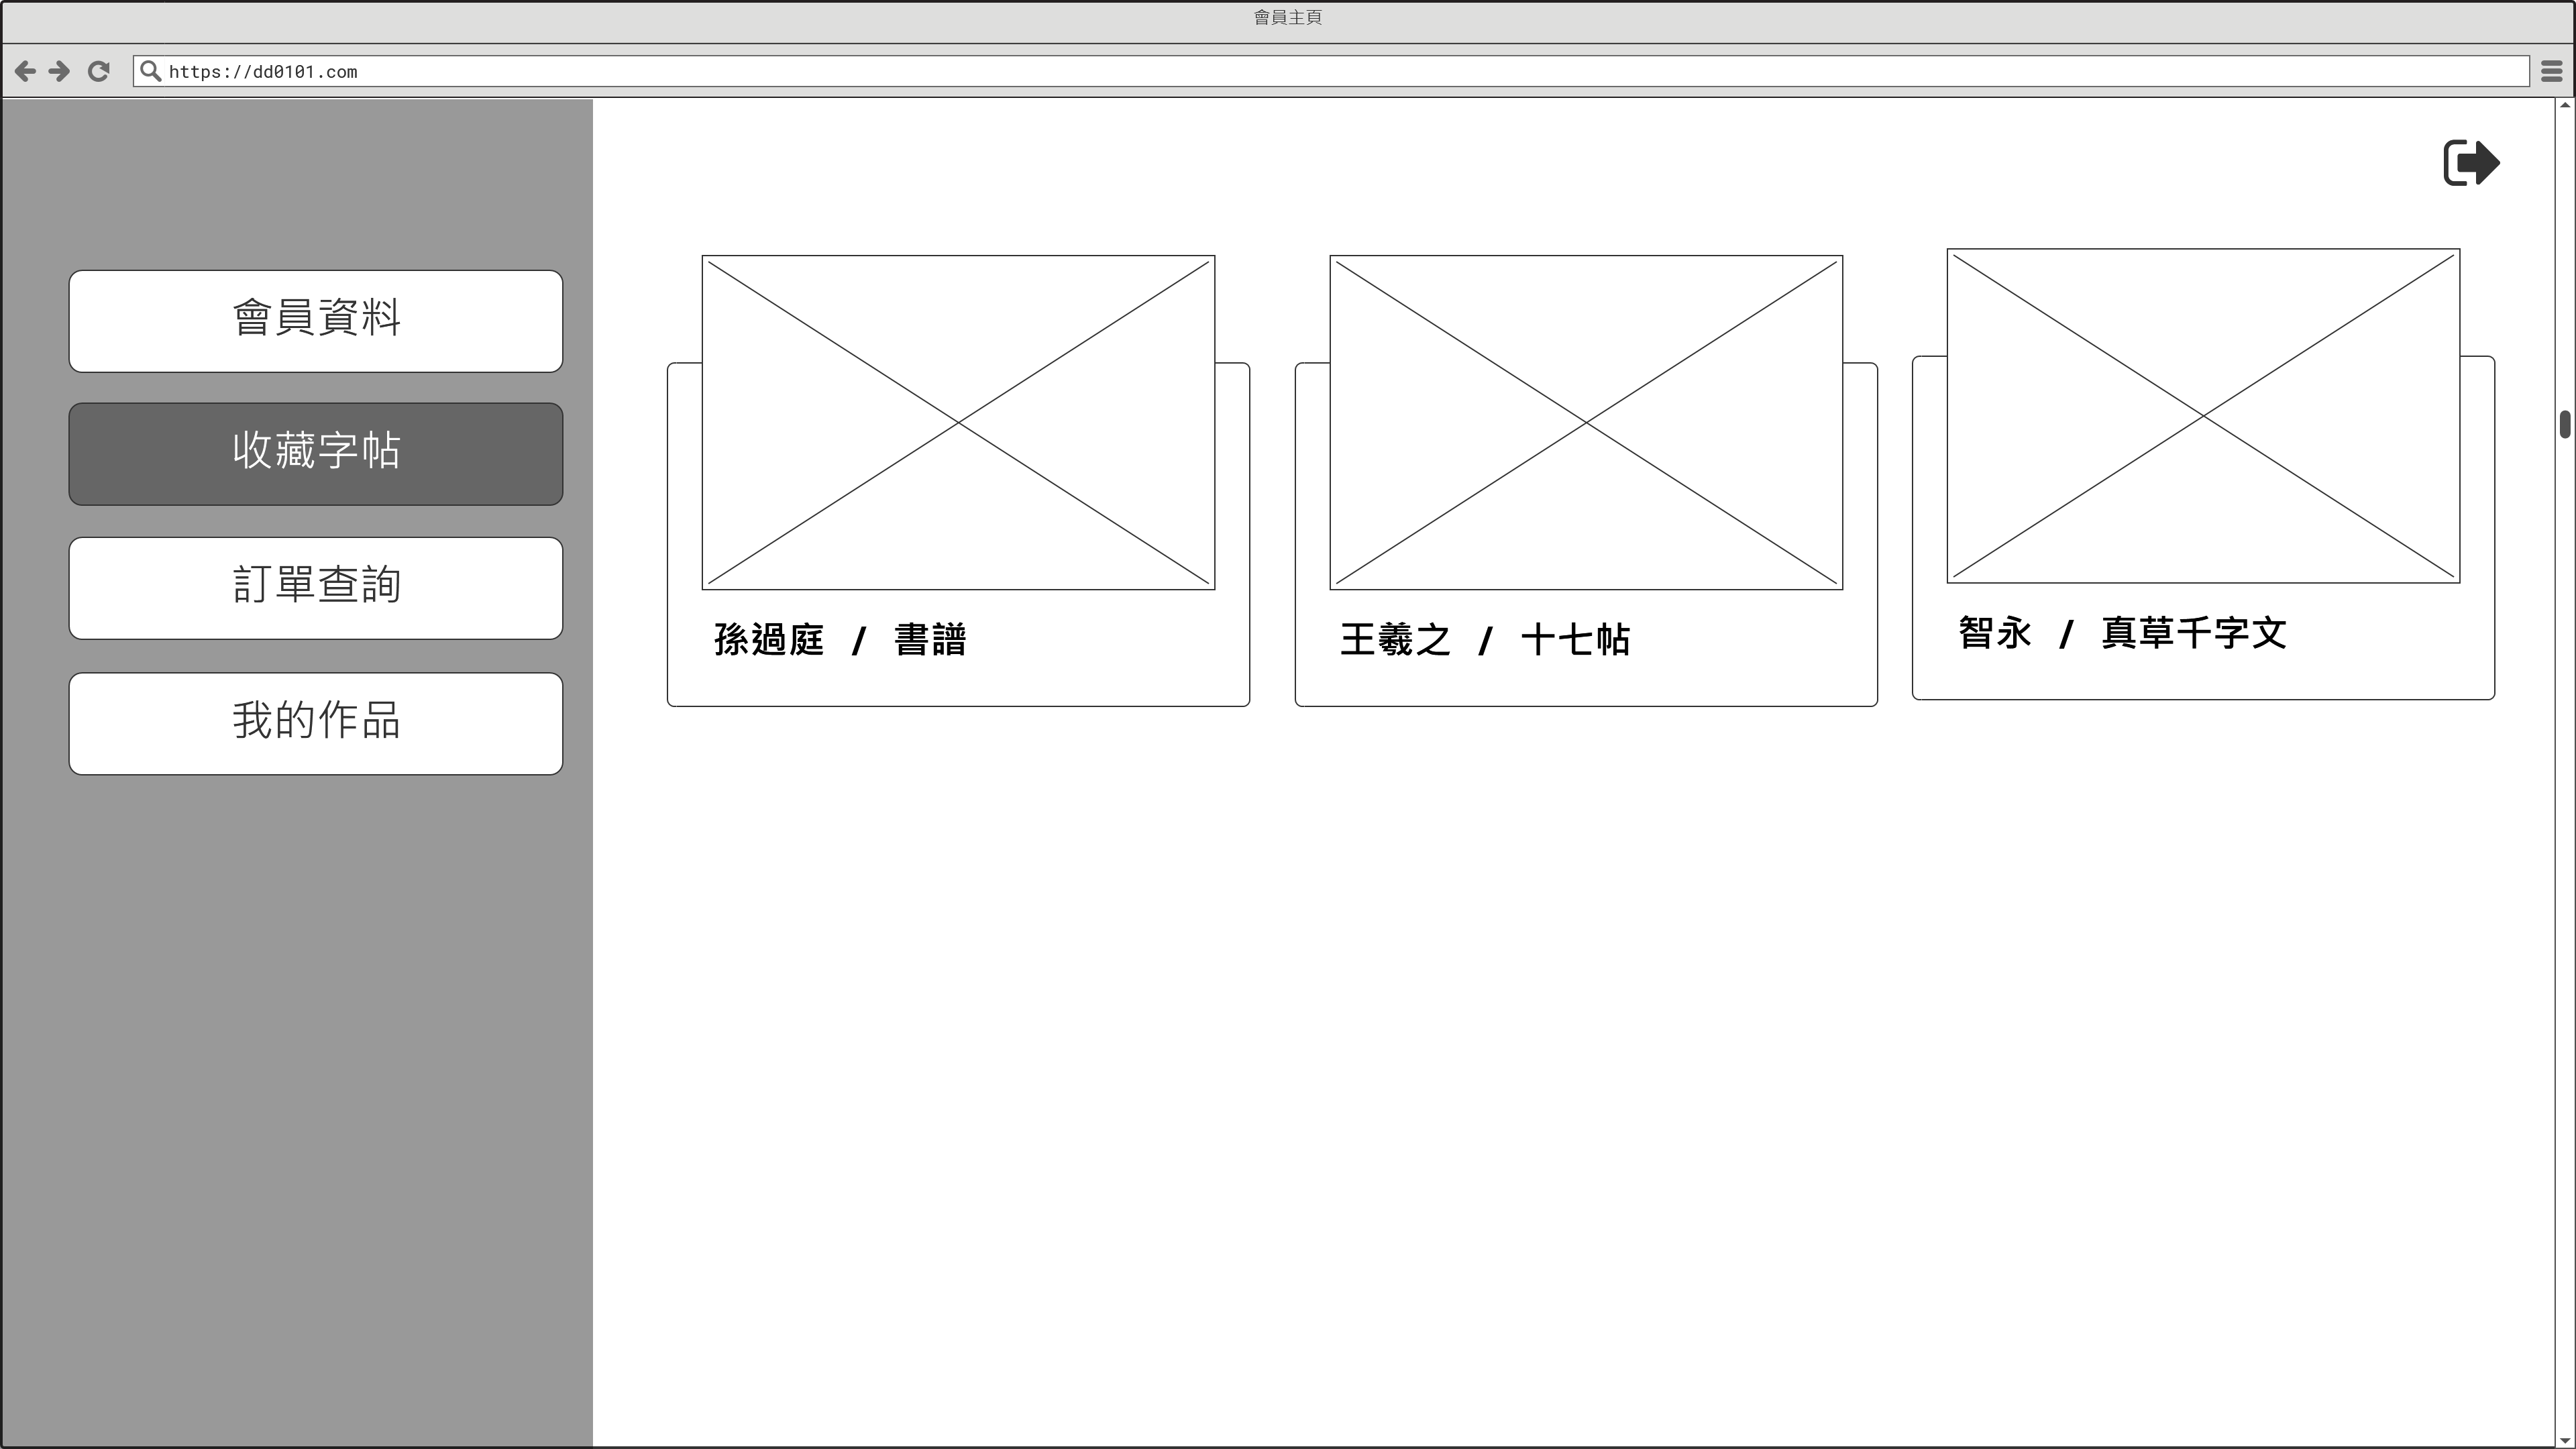 會員主頁
https://dd0101.com
會員資料
收藏字帖
訂單查詢
我的作品
孫過庭 / 書譜
王羲之 / 十七帖
智永 / 真草千字文